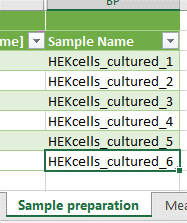 BP
me] Sample Name
HEKcells_cultured_1
HEKcells_cultured_2
HEKcells_cultured_3
HEKcells_cultured_4
HEKcells_cultured_5
HEKcells_cultured_6
Sample preparation Mea